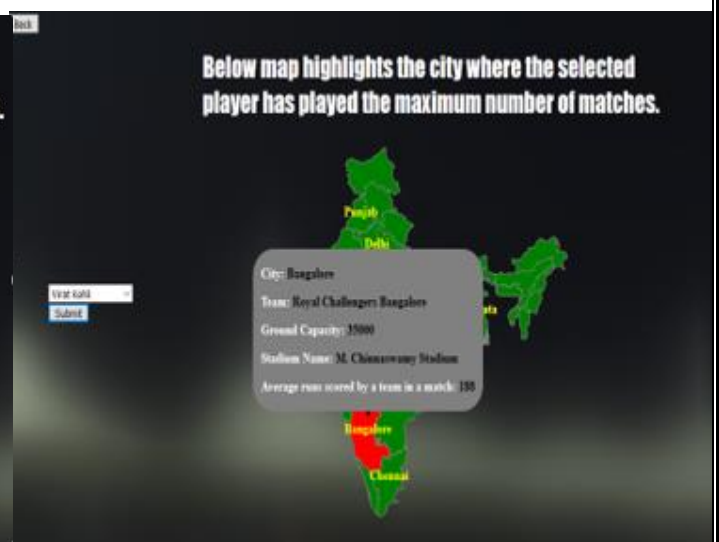 Back
Below map highlights the city where the selected
player has played the maximum number of matches.
Punjab
Delhi
City: Bangalore
Team: Royal Challengers Bangalore
Virat Kohli
ata
Submit
Ground Capacity: 35000
Stadium Name: M. Chinnaswamy Stadium
Average runs scored by a team in a match: 188
Bangalore
Chennai